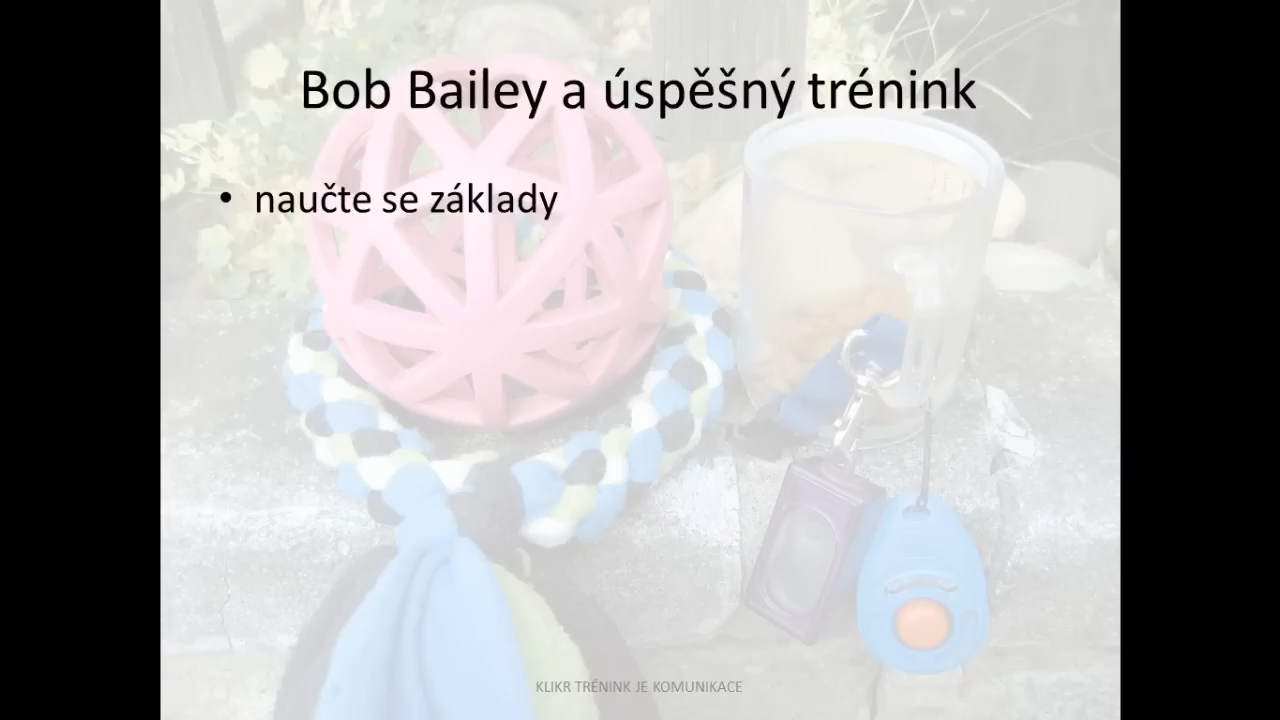 Bob Bailey a úspěšný trénink
• naučte se základy
KLIKR TRÉNINK JE KOMUNIKACE